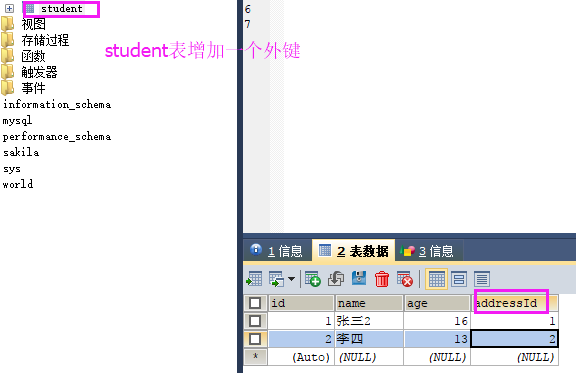 student
视图
存储过程
函数
触发器
事件
information_schema
mysql
performance_schema
sakila
sys
world
6
7
student表增加一个外键
1 信息 2 表数据 3 信息
id name age addressId
1 张三2 16 1
2 李四 13 2
* (Auto) (NULL) (NULL) (NULL)